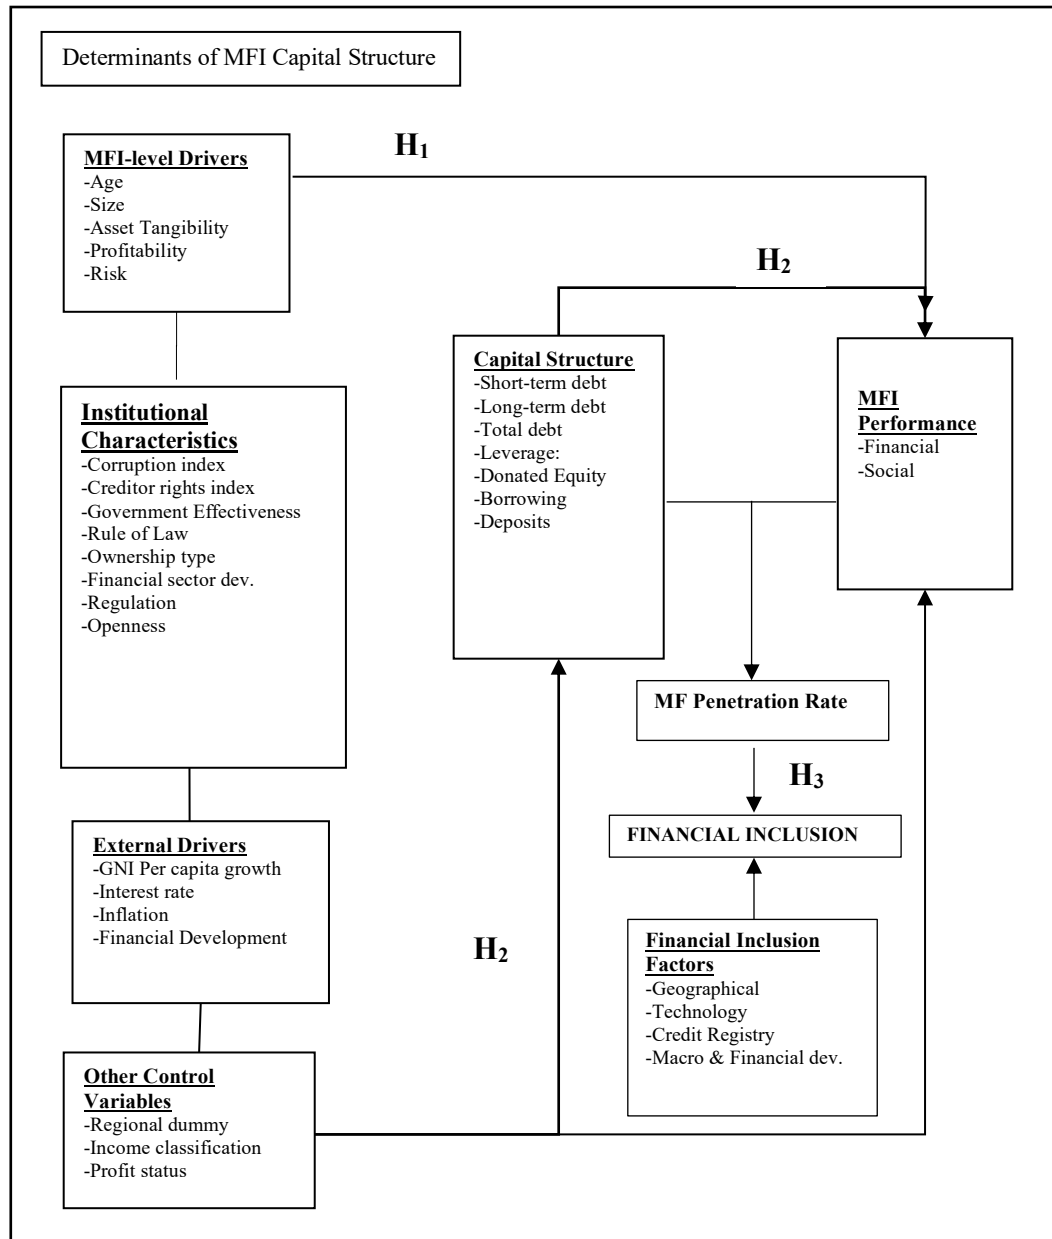 Determinants of MFI Capital Structure
H₁
MFI-level Drivers
-Age
-Size
-Asset Tangibility
-Profitability
-Risk
H₂
Capital Structure
-Short-term debt
-Long-term debt
-Total debt
-Leverage:
-Donated Equity
-Borrowing
-Deposits
MFI
Performance
-Financial
-Social
Institutional
Characteristics
-Corruption index
-Creditor rights index
-Government Effectiveness
-Rule of Law
-Ownership type
-Financial sector dev.
-Regulation
-Openness
MF Penetration Rate
H₃
FINANCIAL INCLUSION
External Drivers
-GNI Per capita growth
-Interest rate
-Inflation
-Financial Development
H₂
Financial Inclusion
Factors
-Geographical
-Technology
-Credit Registry
-Macro & Financial dev.
Other Control
Variables
-Regional dummy
-Income classification
-Profit status